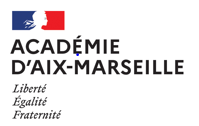 ACADÉMIE
D'AIX-MARSEILLE
Liberté
Égalité
Fraternité